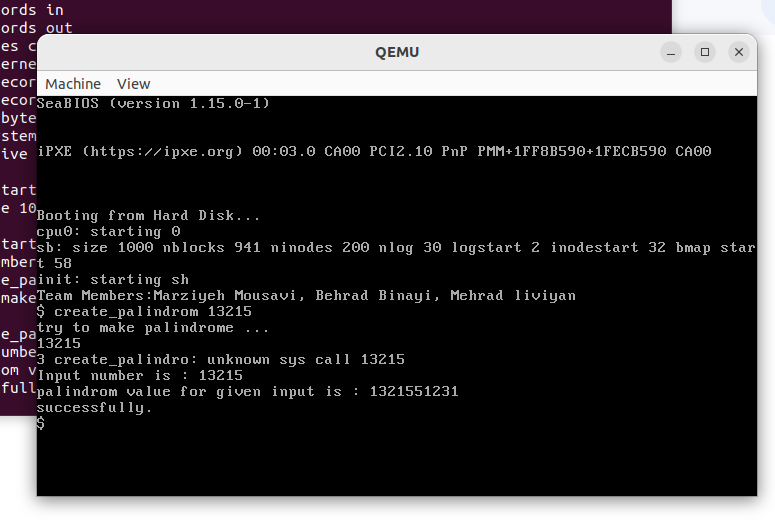 ords in
ords out
es c
erne
ecor
ecor
byte
stem
ive
tart
e 10
tart
mber
e_pa
make
e_pa
umbe
om v
full
QEMU
Machine View
SeaBIOS (version 1.15.0-1)
iPXE (https://ipxe.org) 00:03.0 CA00 PCI2.10 PnP PMM+1FF8B590+1FECB590 CA00
Booting from Hard Disk...
cpu0: starting 0
sb: size 1000 nblocks 941 ninodes 200 nlog 30 logstart 2 inodestart 32 bmap star
t 58
init: starting sh
Team Members:Marziyeh Mousavi, Behrad Binayi, Mehrad liviyan
$ create_palindrom 13215
try to make palindrome ...
13215
3 create_palindro: unknown sys call 13215
Input number is : 13215
palindrom value for given input is : 1321551231
successfully.
$